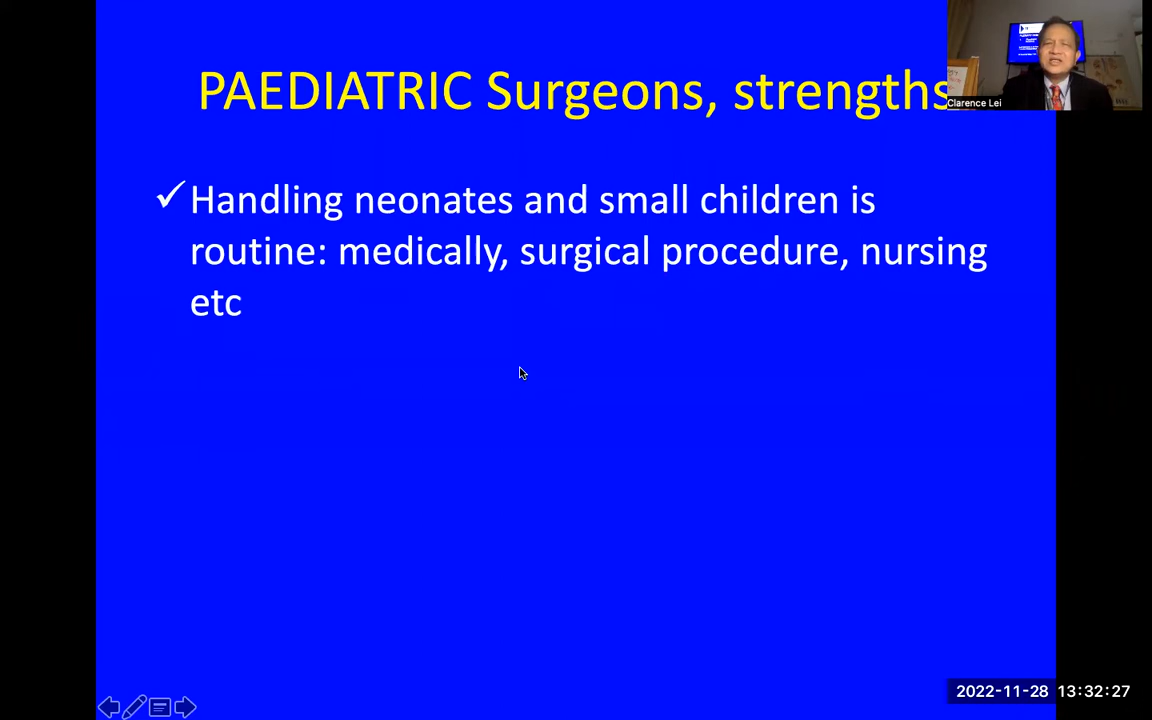 PAEDIATRIC Surgeons, strengths
Clarence Lei
✓Handling neonates and small children is
routine: medically, surgical procedure, nursing
etc
2022-11-28 13:32:27